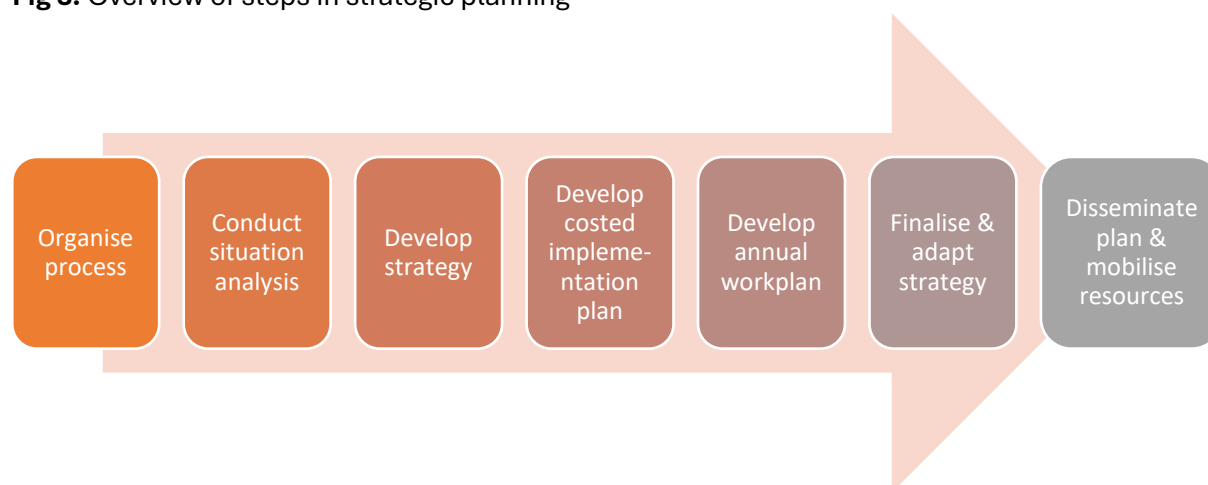 Fig 3. Overview of steps in strategic planning
Organise
process
Conduct
situation
analysis
Develop
strategy
Develop
costed
impleme-
ntation
plan
Develop
annual
workplan
Finalise &
adapt
strategy
Disseminate
plan &
mobilise
resources